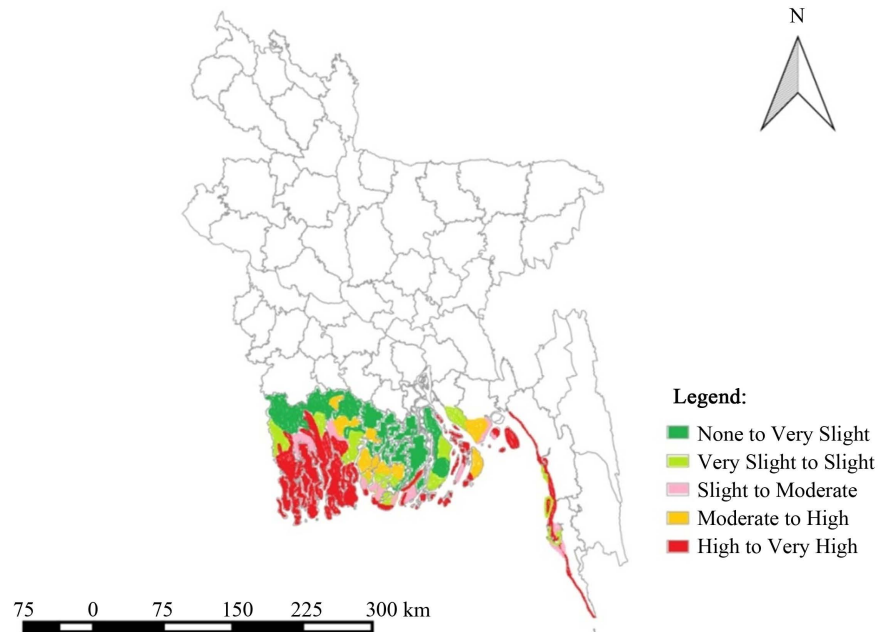 N
Legend:
None to Very Slight
Very Slight to Slight
Slight to Moderate
Moderate to High
High to Very High
75 0 75 150 225 300 km